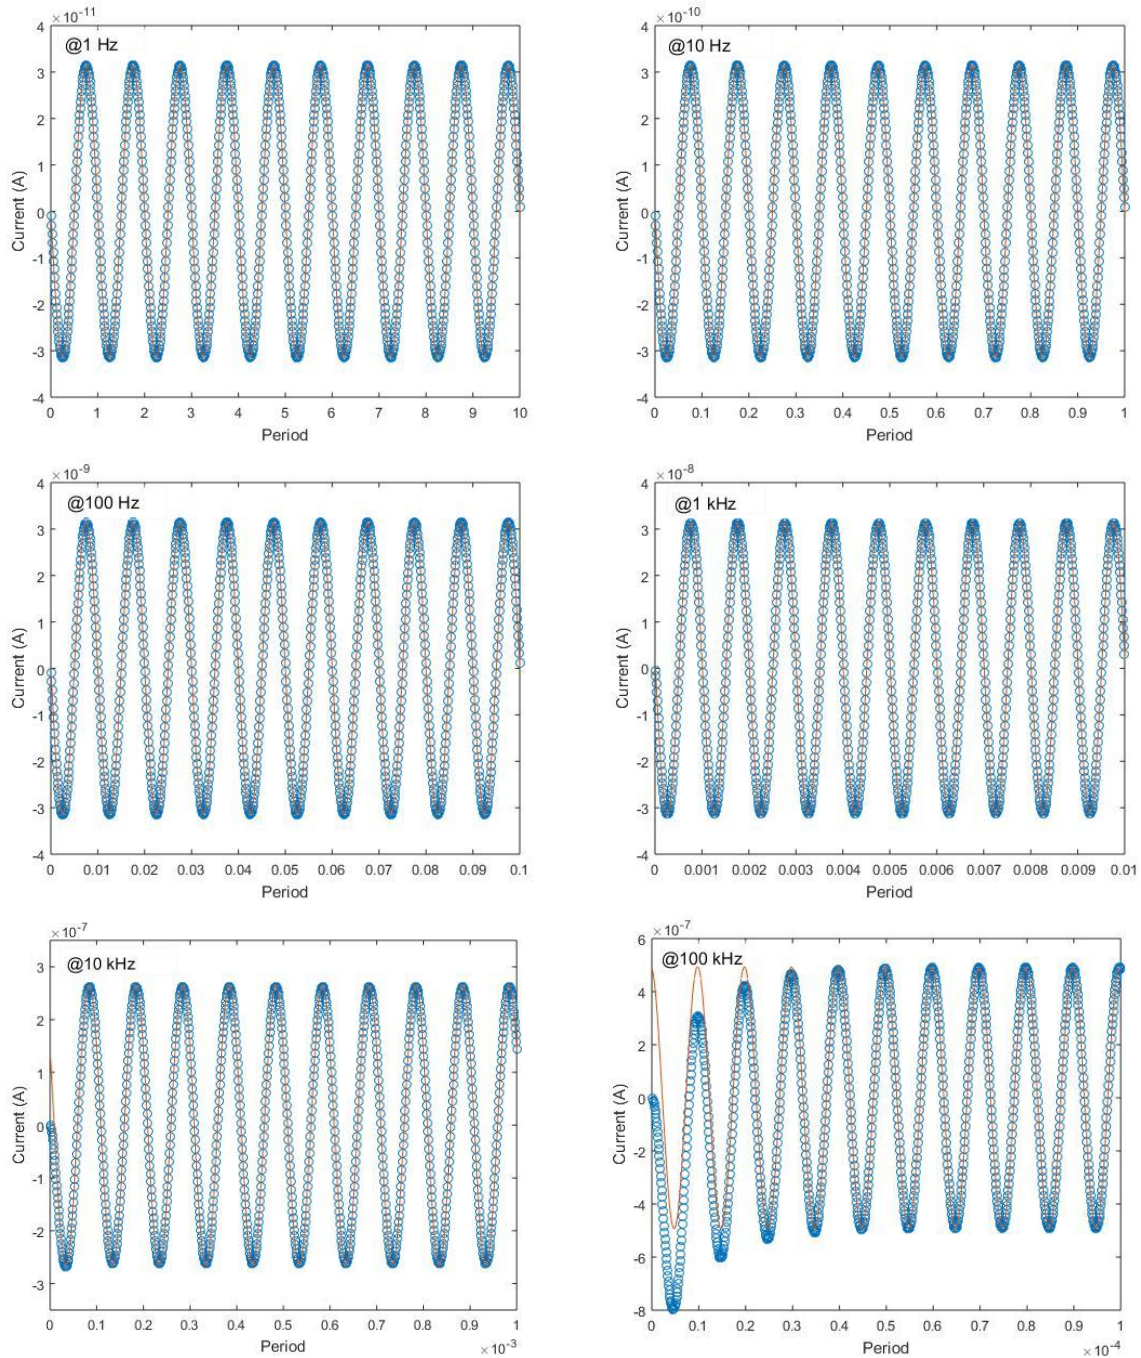 × 10⁻¹¹
@1 Hz
4
3
2
1
0
-1
-2
-3
-4
Current (A)
0 1 2 3 4 5 6 7 8 9 10
Period
× 10⁻¹⁰
@10 Hz
4
3
2
1
0
-1
-2
-3
-4
Current (A)
0 0.1 0.2 0.3 0.4 0.5 0.6 0.7 0.8 0.9 1
Period
× 10⁻⁹
@100 Hz
4
3
2
1
0
-1
-2
-3
-4
Current (A)
0 0.01 0.02 0.03 0.04 0.05 0.06 0.07 0.08 0.09 0.1
Period
× 10⁻⁸
@1 kHz
4
3
2
1
0
-1
-2
-3
-4
Current (A)
0 0.001 0.002 0.003 0.004 0.005 0.006 0.007 0.008 0.009 0.01
Period
× 10⁻⁷
@10 kHz
3
2
1
0
-1
-2
-3
Current (A)
0 0.1 0.2 0.3 0.4 0.5 0.6 0.7 0.8 0.9 1
Period
× 10⁻³
× 10⁻⁷
@100 kHz
6
4
2
0
-2
-4
-6
-8
Current (A)
0 0.1 0.2 0.3 0.4 0.5 0.6 0.7 0.8 0.9 1
Period
× 10⁻⁴